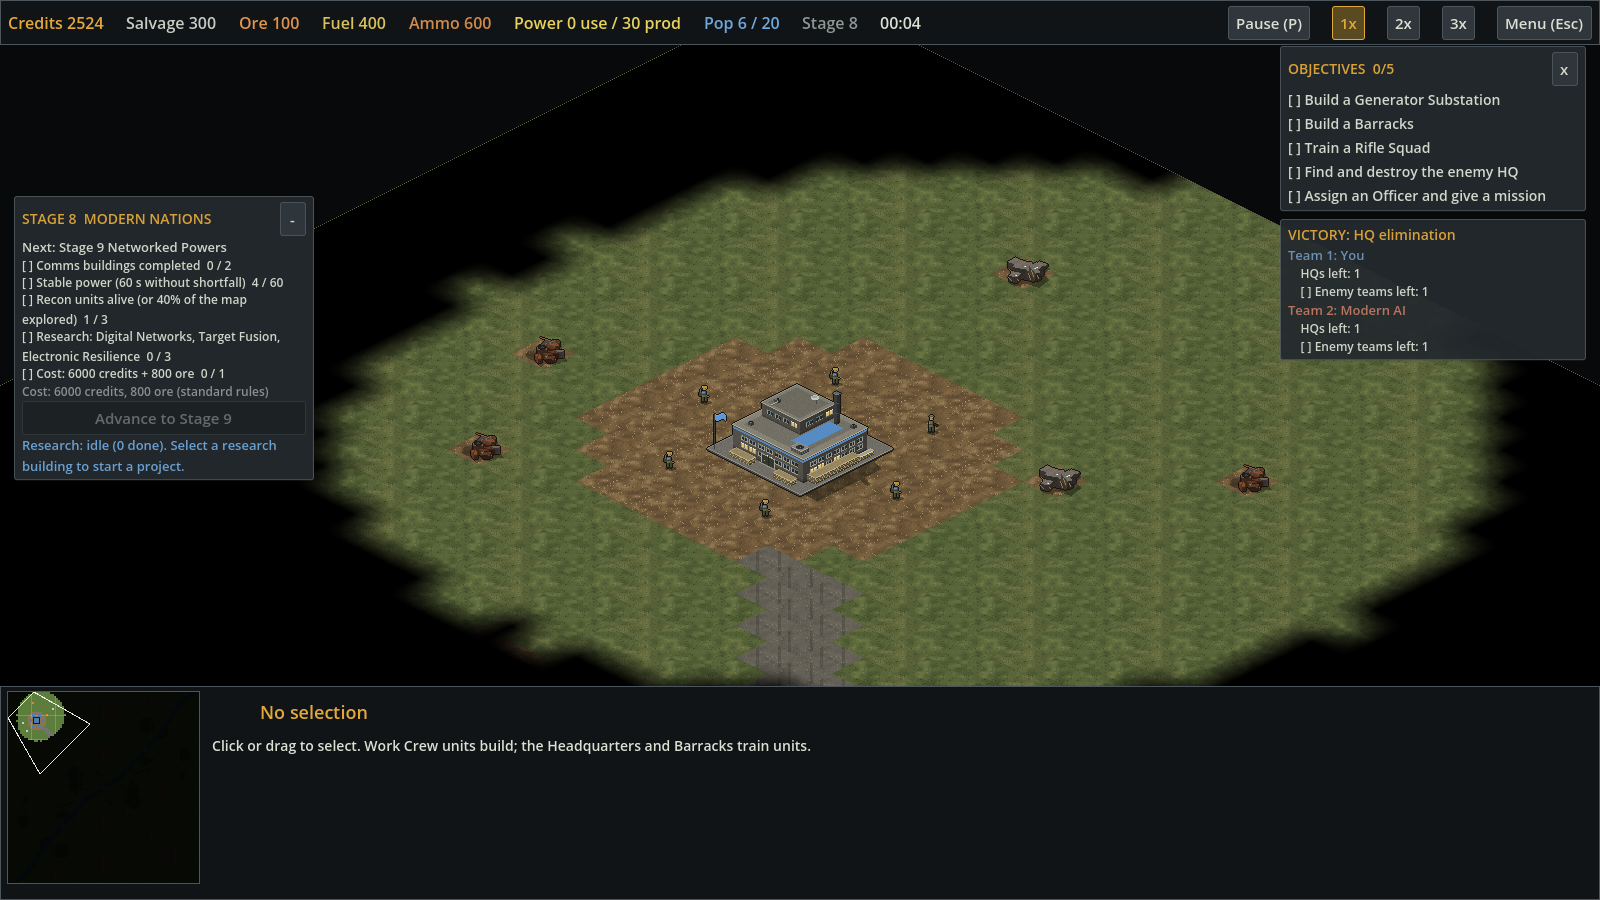 Credits 2524 Salvage 300 Ore 100 Fuel 400 Ammo 600 Power 0 use / 30 prod Pop 6 / 20 Stage 8 00:04 Pause (P) 1x 2x 3x Menu (Esc)
OBJECTIVES 0/5 x
[ ] Build a Generator Substation
[ ] Build a Barracks
[ ] Train a Rifle Squad
[ ] Find and destroy the enemy HQ
[ ] Assign an Officer and give a mission
VICTORY: HQ elimination
Team 1: You
HQs left: 1
[ ] Enemy teams left: 1
Team 2: Modern AI
HQs left: 1
[ ] Enemy teams left: 1
STAGE 8 MODERN NATIONS -
Next: Stage 9 Networked Powers
[ ] Comms buildings completed 0 / 2
[ ] Stable power (60 s without shortfall) 4 / 60
[ ] Recon units alive (or 40% of the map
explored) 1 / 3
[ ] Research: Digital Networks, Target Fusion,
Electronic Resilience 0 / 3
[ ] Cost: 6000 credits + 800 ore 0 / 1
Cost: 6000 credits, 800 ore (standard rules)
Advance to Stage 9
Research: idle (0 done). Select a research
building to start a project.
No selection
Click or drag to select. Work Crew units build; the Headquarters and Barracks train units.